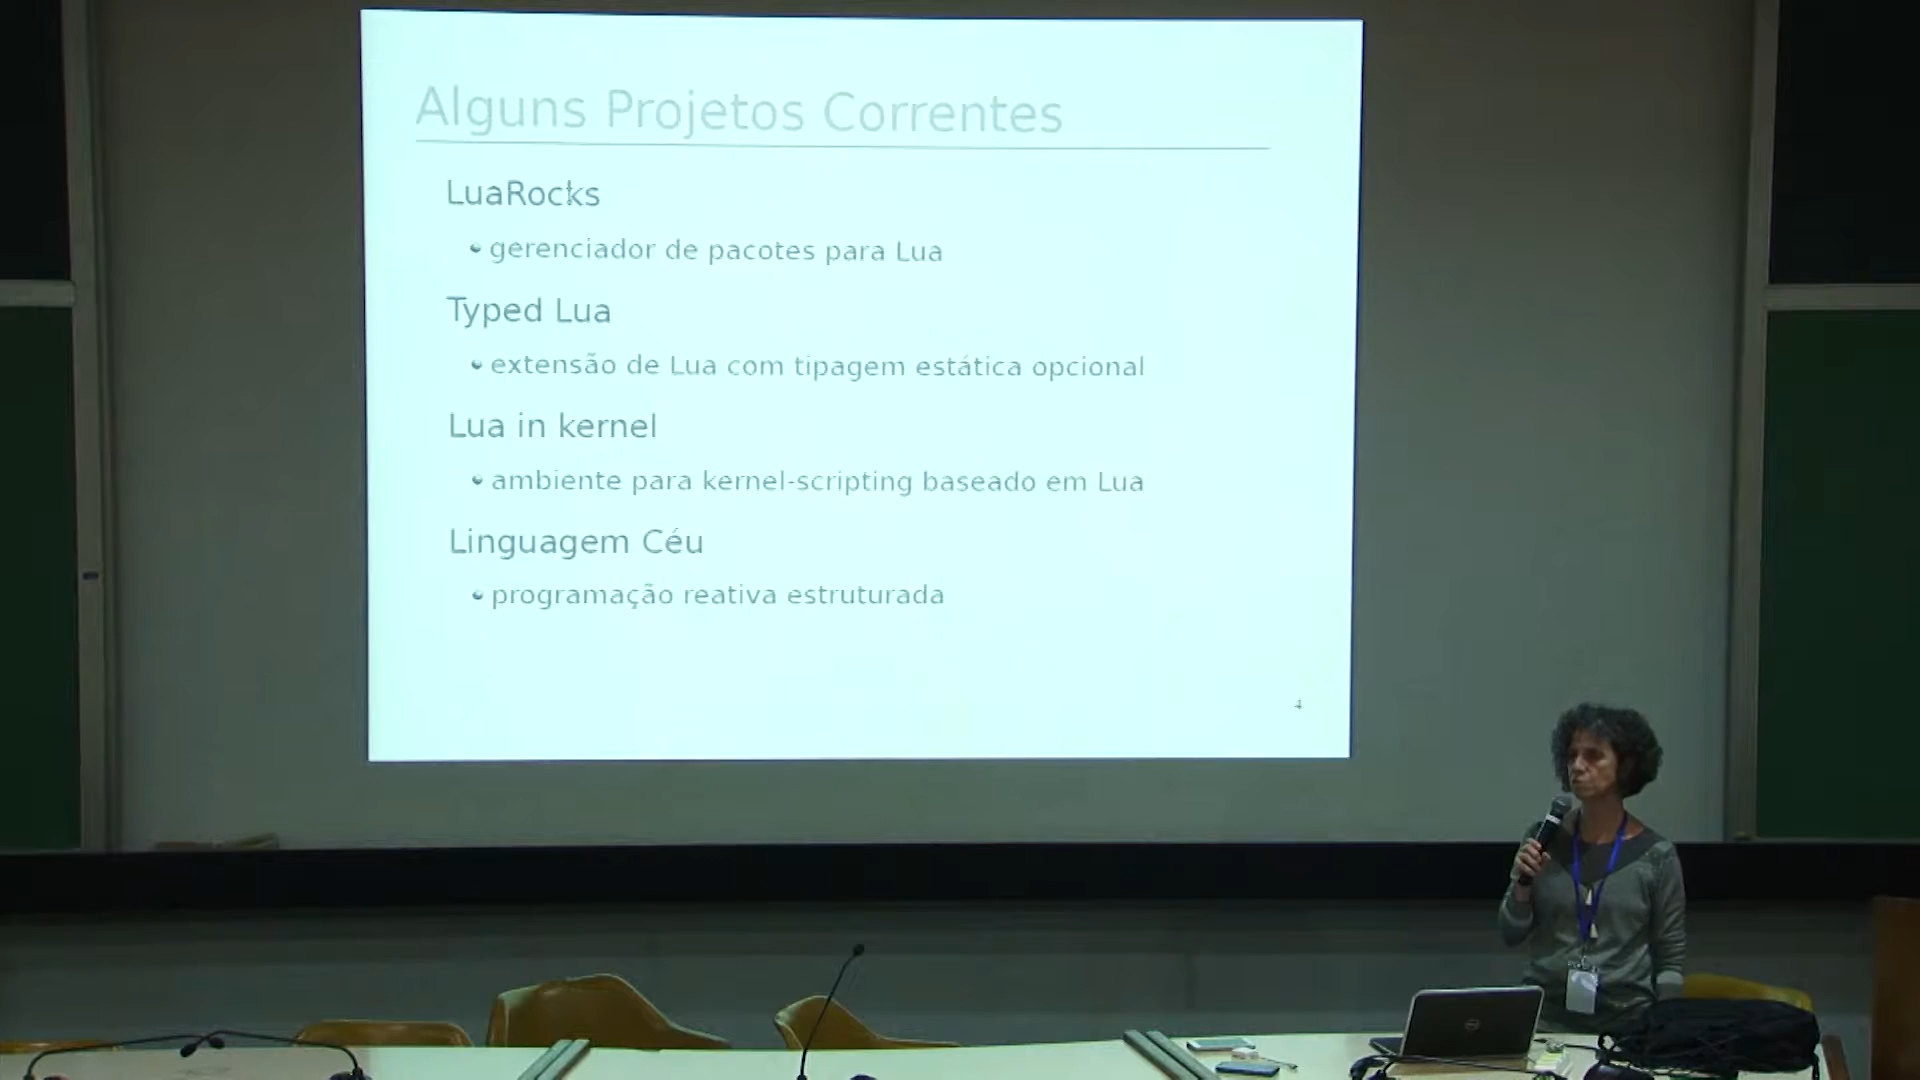 Alguns Projetos Correntes
LuaRocks
• gerenciador de pacotes para Lua
Typed Lua
• extensão de Lua com tipagem estática opcional
Lua in kernel
• ambiente para kernel-scripting baseado em Lua
Linguagem Céu
• programação reativa estruturada
4